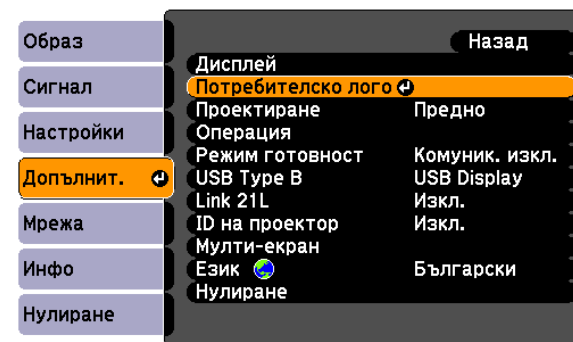 Образ
Сигнал
Настройки
Допълнит.
Мрежа
Инфо
Нулиране
Назад
Дисплей
Потребителско лого
Проектиране Предно
Операция
Режим готовност Комуник. изкл.
USB Type B USB Display
Link 21L Изкл.
ID на проектор Изкл.
Мулти-екран
Език Български
Нулиране